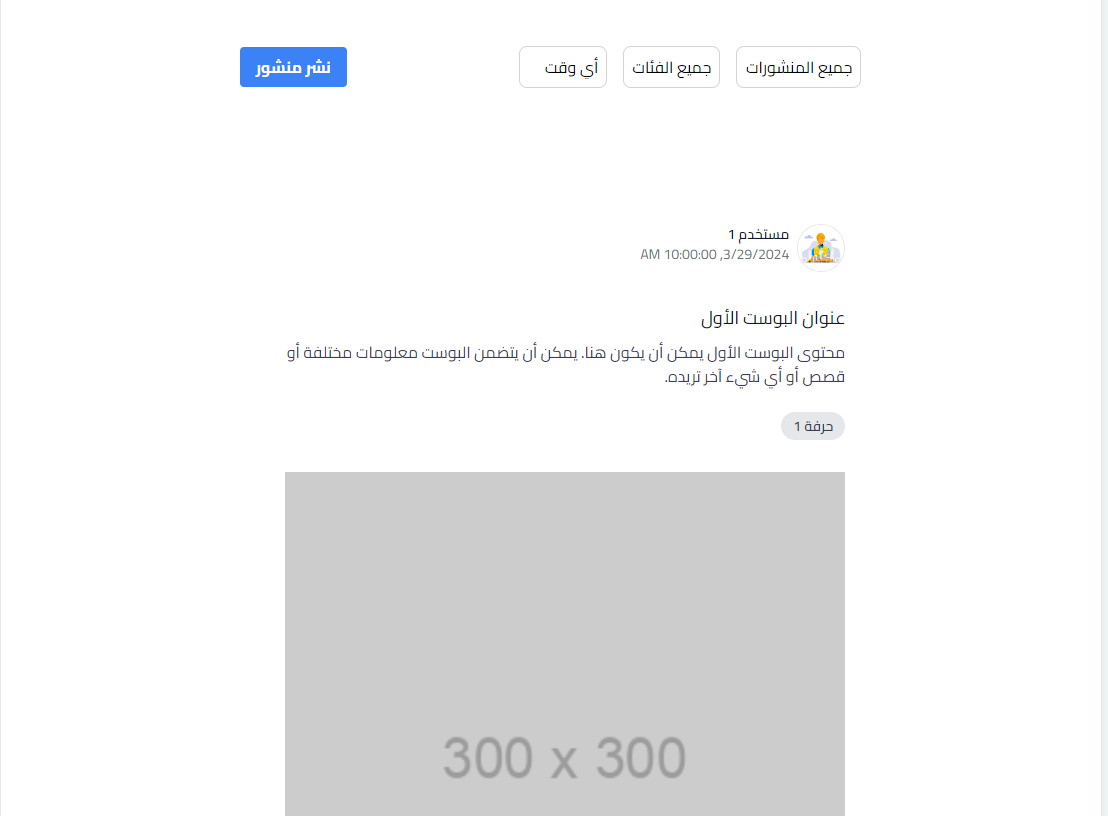 جميع المنشورات
جميع الفئات
أي وقت
نشر منشور
مستخدم 1
3/29/2024, 10:00:00 AM
عنوان البوست الأول
محتوى البوست الأول يمكن أن يكون هنا. يمكن أن يتضمن البوست معلومات مختلفة أو
قصص أو أي شيء آخر تريده.
حرفة 1
300 x 300